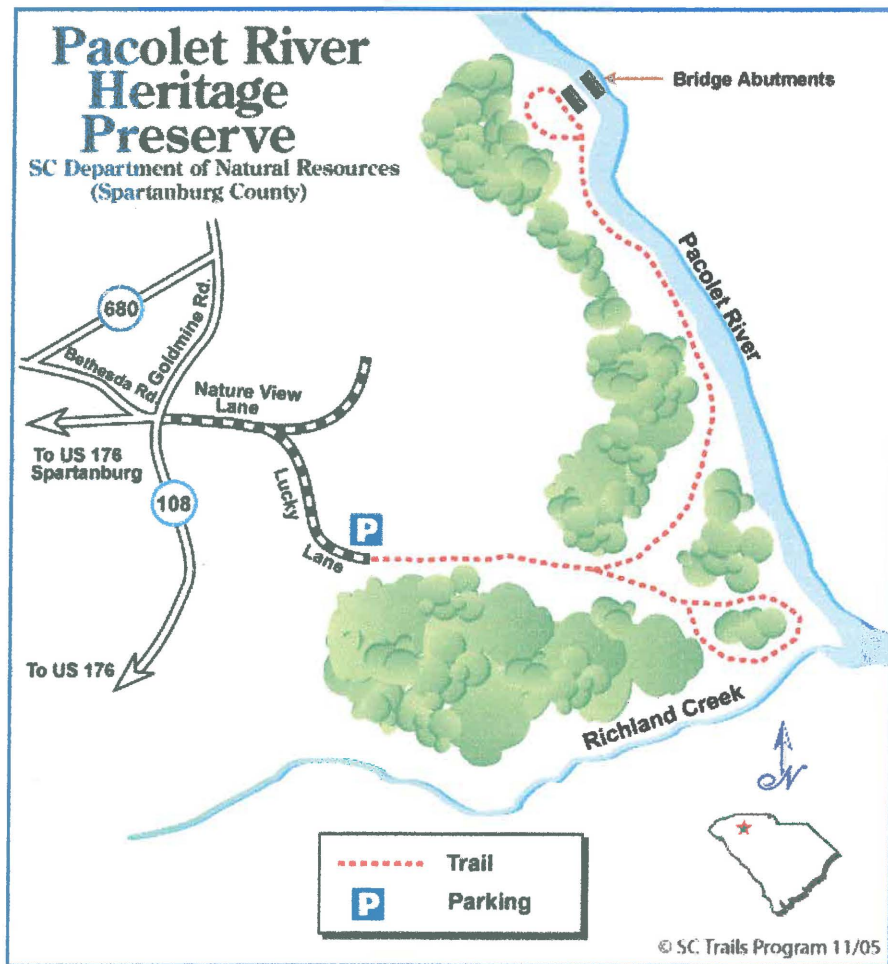 Pacolet River
Heritage
Preserve
SC Department of Natural Resources
(Spartanburg County)
Bridge Abutments
Pacolet River
680
Goldmine Rd.
Bethesda Rd.
Nature View
Lane
To US 176
Spartanburg
Lucky
Lane
P
108
To US 176
Richland Creek
N
Trail
P
Parking
© SC Trails Program 11/05